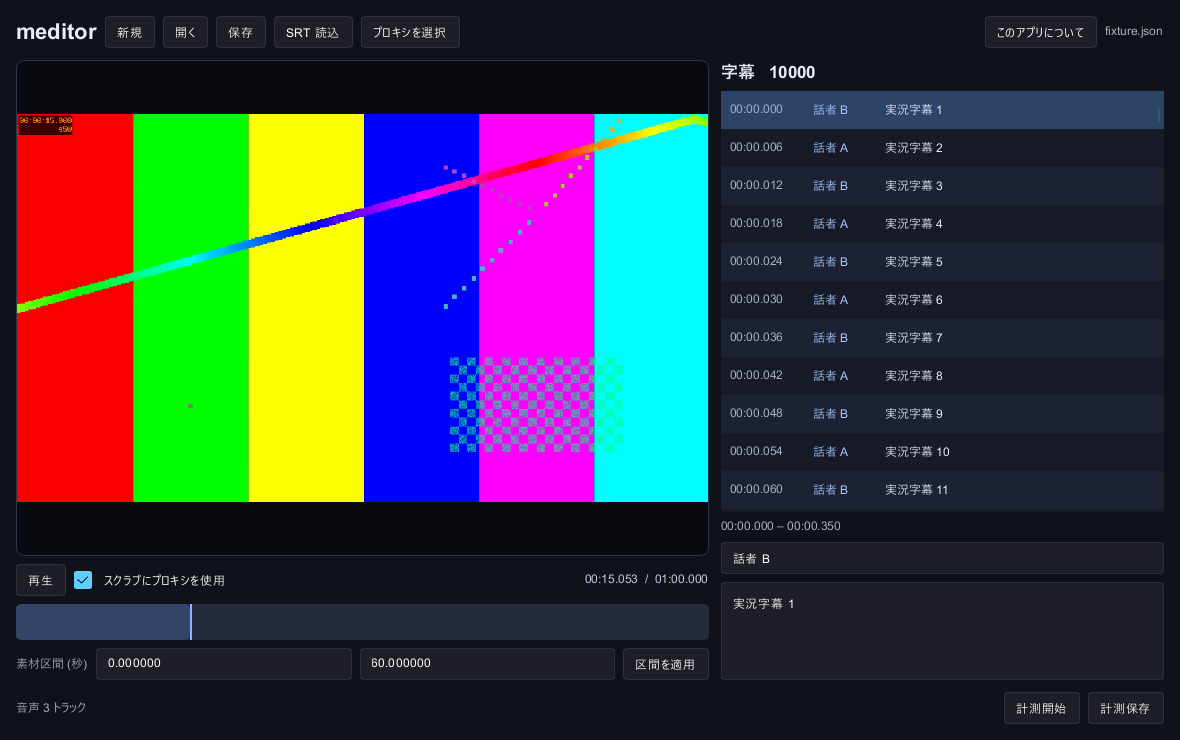 meditor 新規 開く 保存 SRT 読込 プロキシを選択 このアプリについて fixture.json
00:00:15.000
450
再生 スクラブにプロキシを使用 00:15.053 / 01:00.000
素材区間 (秒) 0.000000 60.000000 区間を適用
音声 3 トラック
字幕 10000
00:00.000 話者 B 実況字幕 1
00:00.006 話者 A 実況字幕 2
00:00.012 話者 B 実況字幕 3
00:00.018 話者 A 実況字幕 4
00:00.024 話者 B 実況字幕 5
00:00.030 話者 A 実況字幕 6
00:00.036 話者 B 実況字幕 7
00:00.042 話者 A 実況字幕 8
00:00.048 話者 B 実況字幕 9
00:00.054 話者 A 実況字幕 10
00:00.060 話者 B 実況字幕 11
00:00.000 – 00:00.350
話者 B
実況字幕 1
計測開始 計測保存